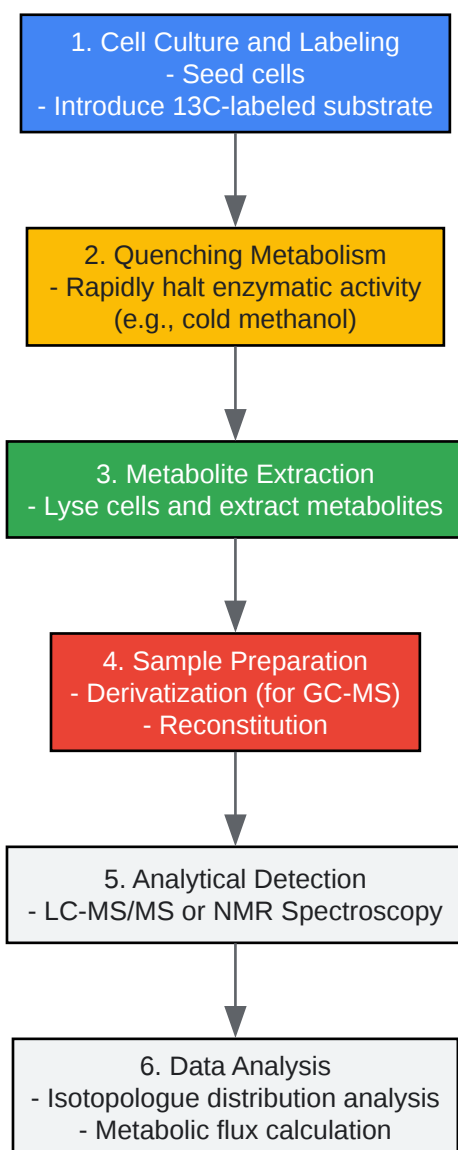 1. Cell Culture and Labeling
- Seed cells
- Introduce 13C-labeled substrate
2. Quenching Metabolism
- Rapidly halt enzymatic activity
(e.g., cold methanol)
3. Metabolite Extraction
- Lyse cells and extract metabolites
4. Sample Preparation
- Derivatization (for GC-MS)
- Reconstitution
5. Analytical Detection
- LC-MS/MS or NMR Spectroscopy
6. Data Analysis
- Isotopologue distribution analysis
- Metabolic flux calculation